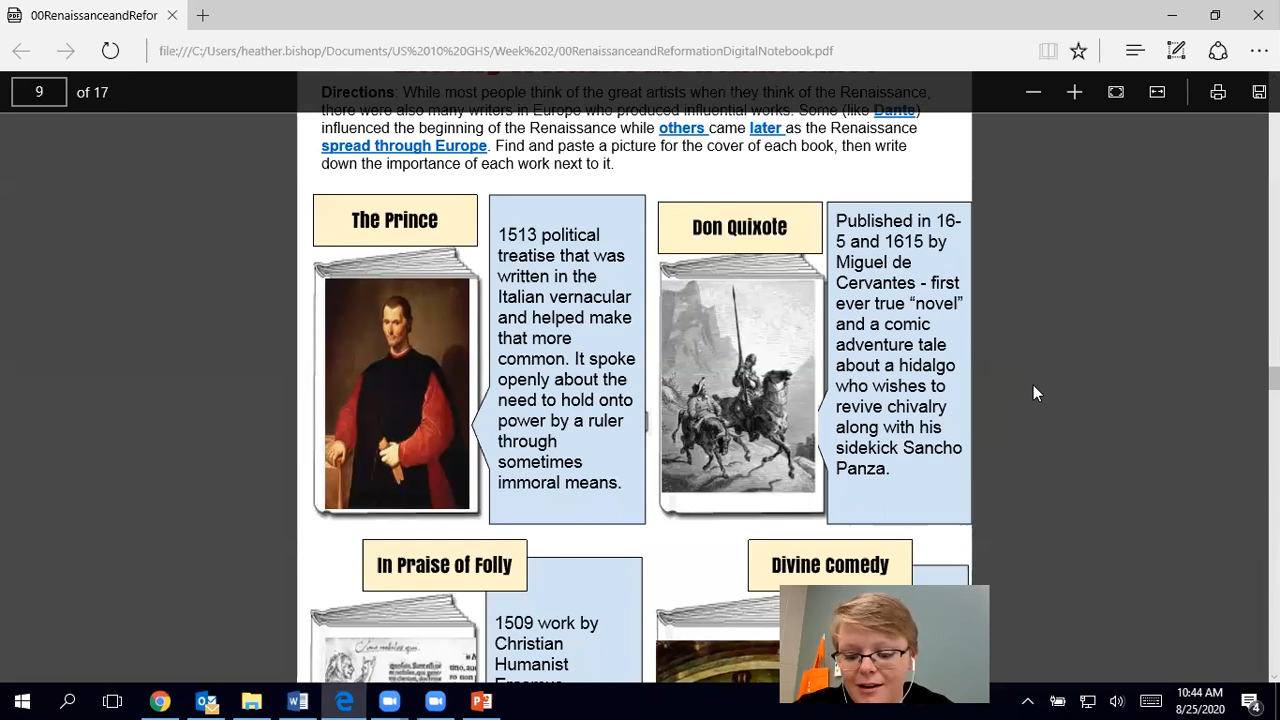 00RenaissanceandRefor
file:///C:/Users/heather.bishop/Documents/US%2010%20GHS/Week%202/00RenaissanceandReformationDigitalNotebook.pdf
9 of 17
Directions: While most people think of the great artists when they think of the Renaissance,
there were also many writers in Europe who produced influential works. Some (like Dante)
influenced the beginning of the Renaissance while others came later as the Renaissance
spread through Europe. Find and paste a picture for the cover of each book, then write
down the importance of each work next to it.
The Prince
1513 political
treatise that was
written in the
Italian vernacular
and helped make
that more
common. It spoke
openly about the
need to hold onto
power by a ruler
through
sometimes
immoral means.
Don Quixote
Published in 16-
5 and 1615 by
Miguel de
Cervantes - first
ever true “novel”
and a comic
adventure tale
about a hidalgo
who wishes to
revive chivalry
along with his
sidekick Sancho
Panza.
In Praise of Folly
1509 work by
Christian
Humanist
Divine Comedy
10:44 AM
8/25/2020
4